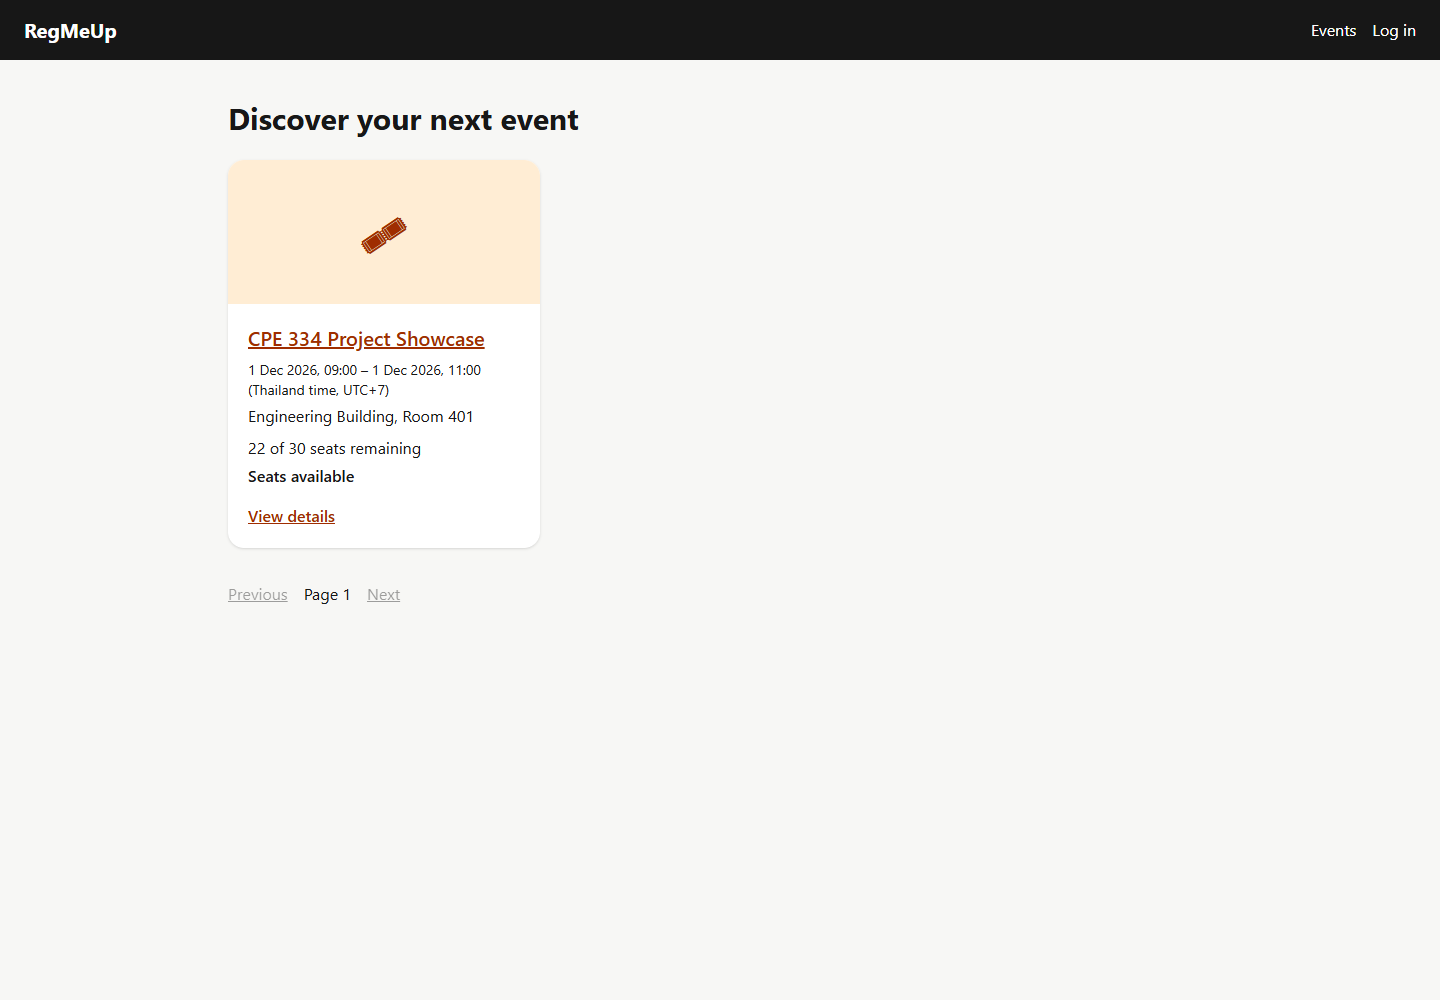 RegMeUp
Events
Log in
Discover your next event
CPE 334 Project Showcase
1 Dec 2026, 09:00 – 1 Dec 2026, 11:00
(Thailand time, UTC+7)
Engineering Building, Room 401
22 of 30 seats remaining
Seats available
View details
Previous
Page 1
Next